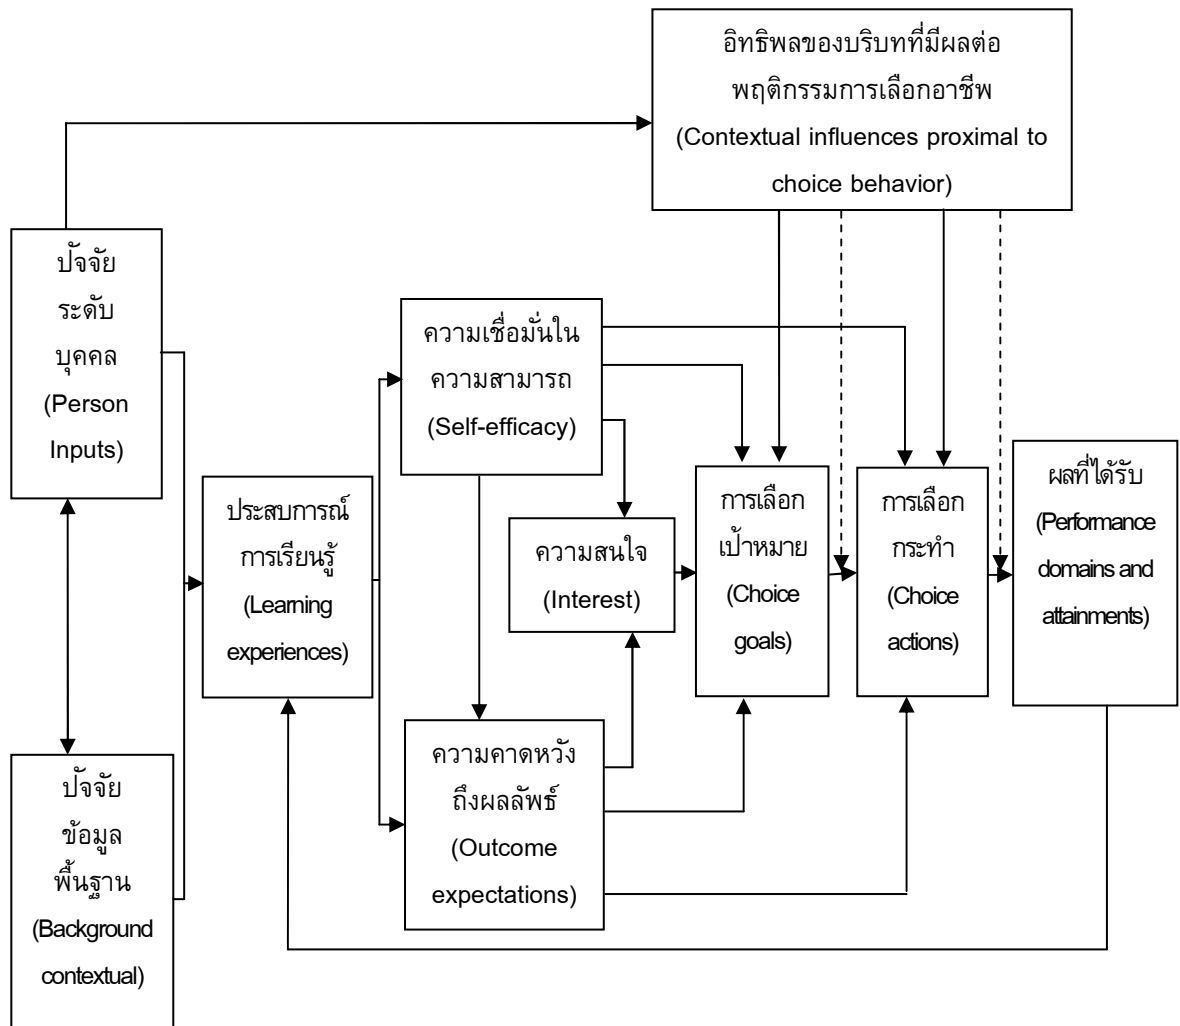 อิทธิพลของบริบทที่มีผลต่อ
พฤติกรรมการเลือกอาชีพ
(Contextual influences proximal to
choice behavior)
ปัจจัย
ระดับ
บุคคล
(Person
Inputs)
ความเชื่อมั่นใน
ความสามารถ
(Self-efficacy)
ประสบการณ์
การเรียนรู้
(Learning
experiences)
ความสนใจ
(Interest)
การเลือก
เป้าหมาย
(Choice
goals)
การเลือก
กระทำ
(Choice
actions)
ผลที่ได้รับ
(Performance
domains and
attainments)
ความคาดหวัง
ถึงผลลัพธ์
(Outcome
expectations)
ปัจจัย
ข้อมูล
พื้นฐาน
(Background
contextual)